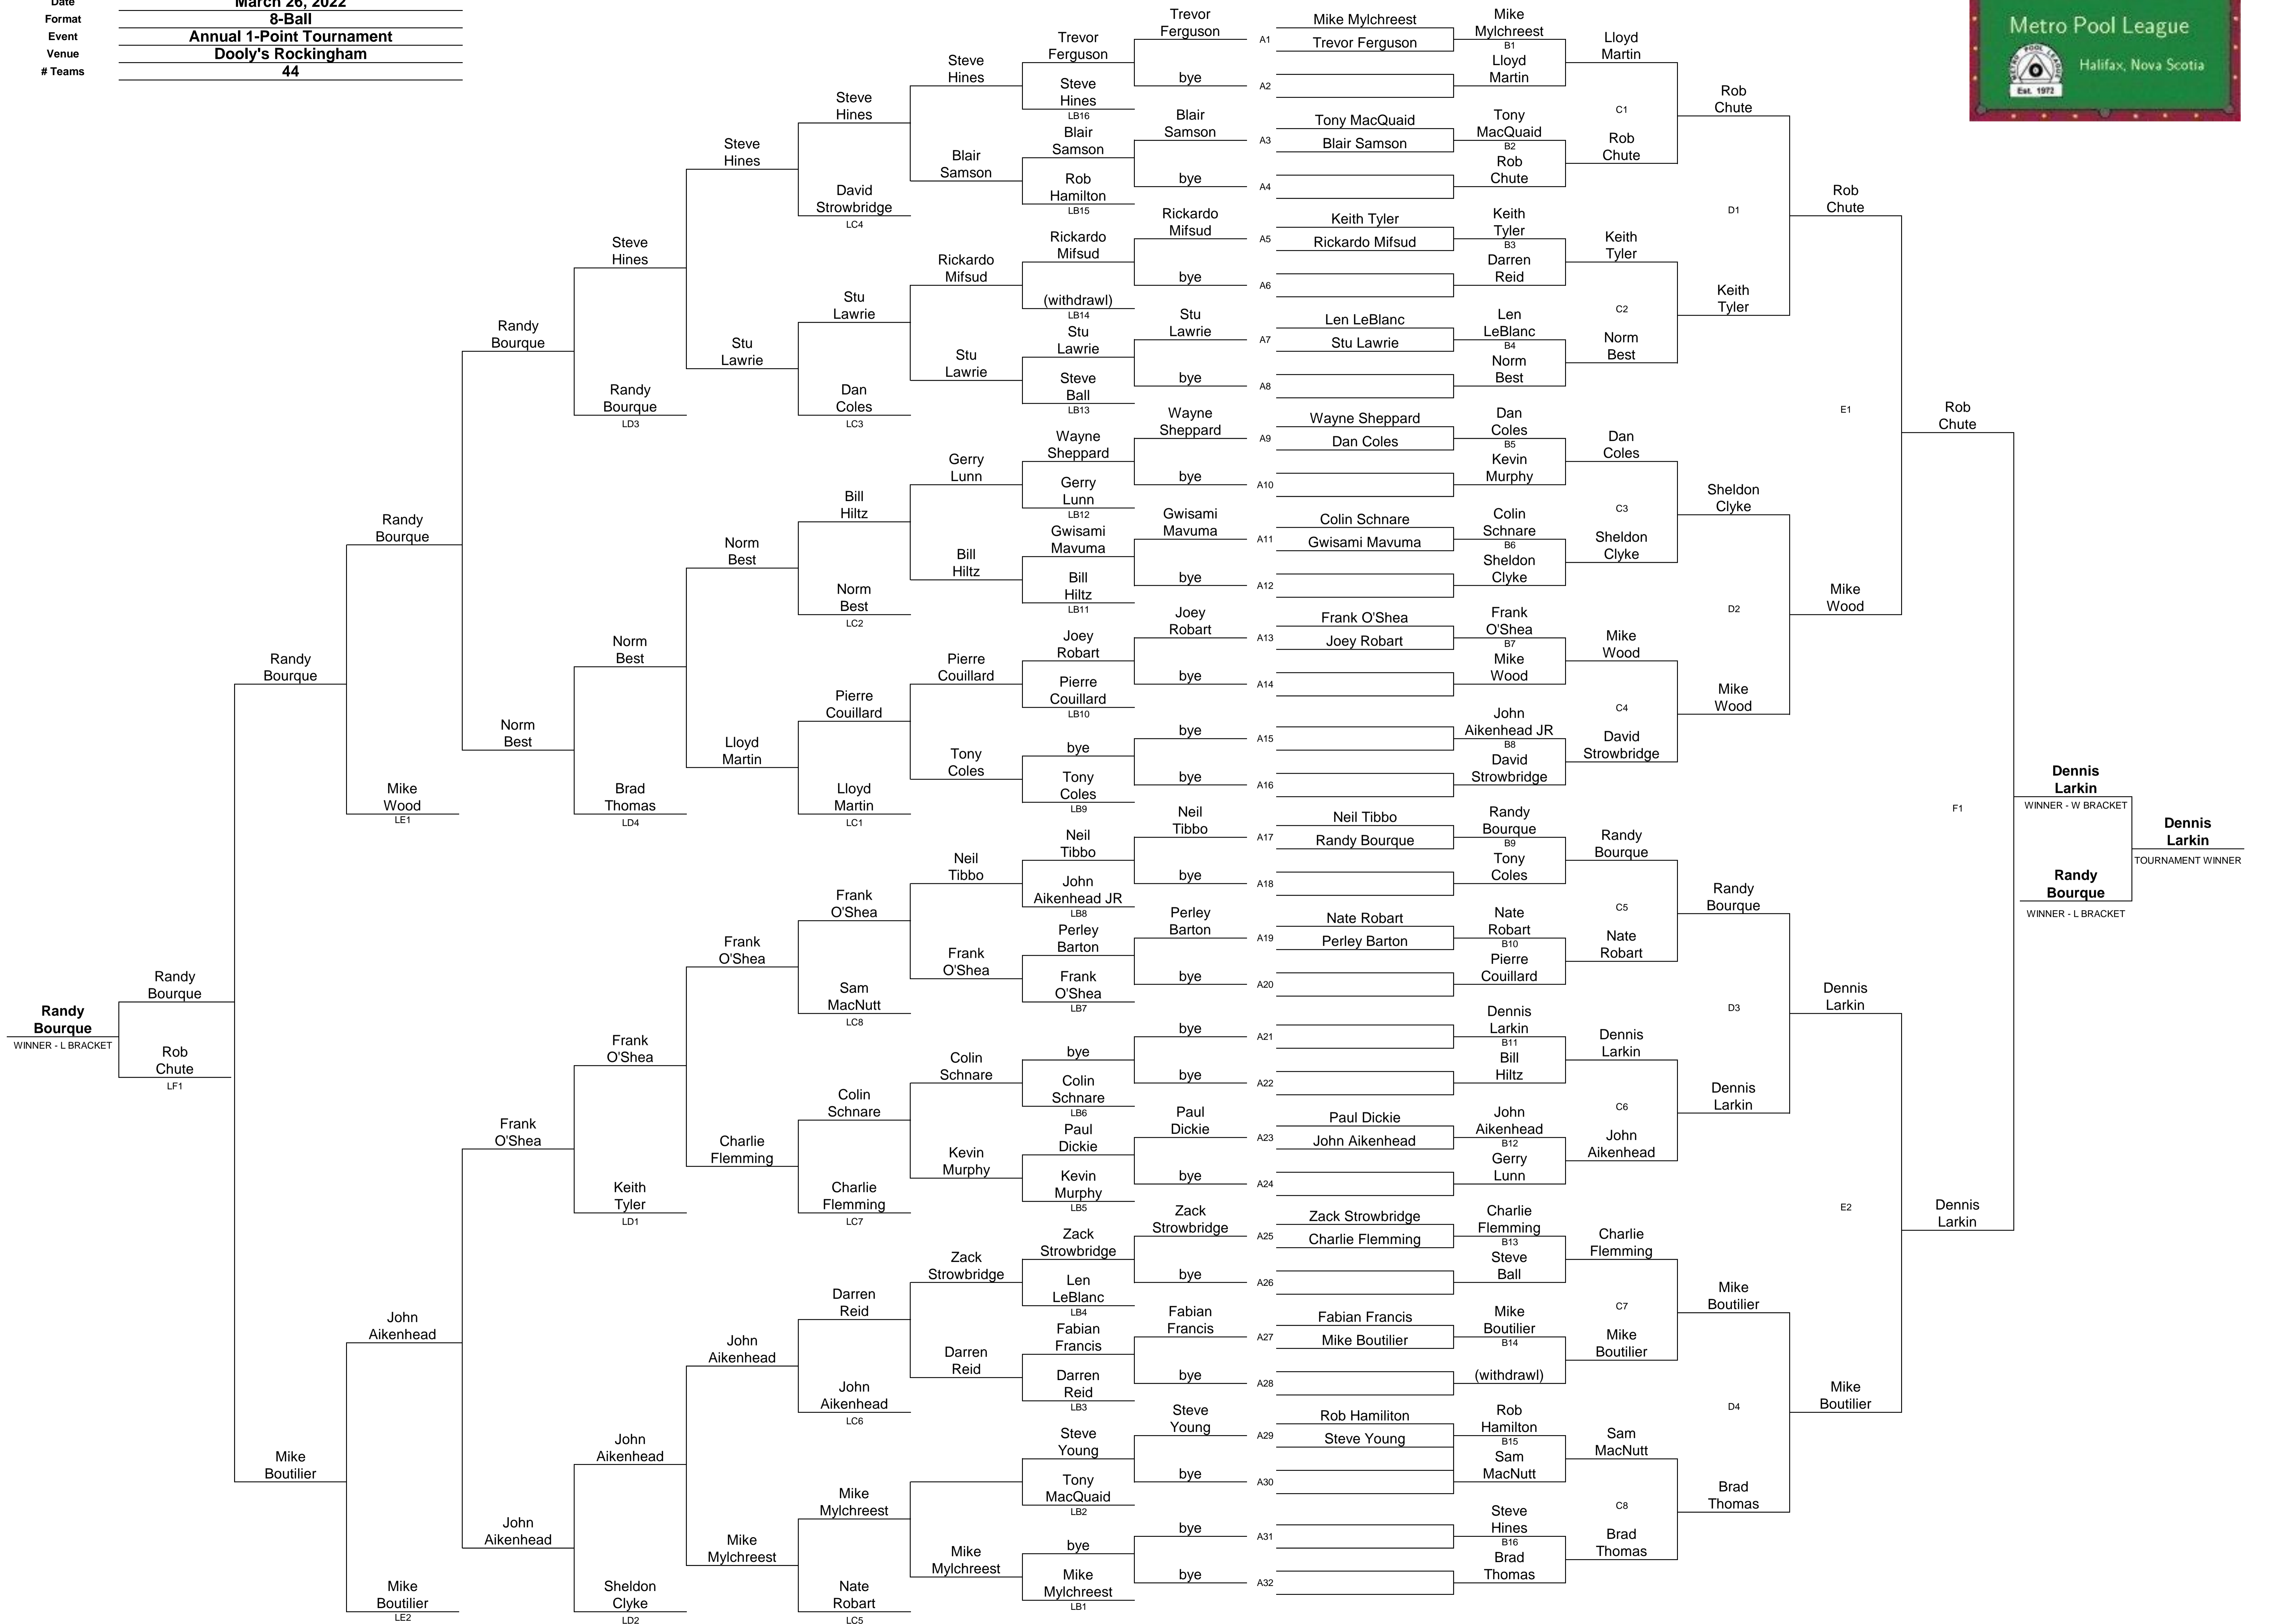 Date March 26, 2022
Format 8-Ball
Event Annual 1-Point Tournament
Venue Dooly's Rockingham
# Teams 44
Metro Pool League
METRO POOL LEAGUE
Halifax, Nova Scotia
Est. 1972
Randy
Bourque
WINNER - L BRACKET
Randy
Bourque
Rob
Chute
LF1
Randy
Bourque
Mike
Boutilier
Randy
Bourque
Mike
Wood
LE1
John
Aikenhead
Mike
Boutilier
LE2
Randy
Bourque
Norm
Best
Frank
O'Shea
John
Aikenhead
Steve
Hines
Randy
Bourque
LD3
Norm
Best
Brad
Thomas
LD4
Frank
O'Shea
Keith
Tyler
LD1
John
Aikenhead
Sheldon
Clyke
LD2
Steve
Hines
Stu
Lawrie
Norm
Best
Lloyd
Martin
Frank
O'Shea
Charlie
Flemming
John
Aikenhead
Mike
Mylchreest
Steve
Hines
David
Strowbridge
LC4
Stu
Lawrie
Dan
Coles
LC3
Bill
Hiltz
Norm
Best
LC2
Pierre
Couillard
Lloyd
Martin
LC1
Frank
O'Shea
Sam
MacNutt
LC8
Colin
Schnare
Charlie
Flemming
LC7
Darren
Reid
John
Aikenhead
LC6
Mike
Mylchreest
Nate
Robart
LC5
Steve
Hines
Blair
Samson
Rickardo
Mifsud
Stu
Lawrie
Gerry
Lunn
Bill
Hiltz
Pierre
Couillard
Tony
Coles
Neil
Tibbo
Frank
O'Shea
Colin
Schnare
Kevin
Murphy
Zack
Strowbridge
Darren
Reid
Mike
Mylchreest
Trevor
Ferguson
Steve
Hines
LB16
Blair
Samson
Rob
Hamilton
LB15
Rickardo
Mifsud
(withdrawl)
LB14
Stu
Lawrie
Steve
Ball
LB13
Wayne
Sheppard
Gerry
Lunn
LB12
Gwisami
Mavuma
Bill
Hiltz
LB11
Joey
Robart
Pierre
Couillard
LB10
bye
Tony
Coles
LB9
Neil
Tibbo
John
Aikenhead JR
LB8
Perley
Barton
Frank
O'Shea
LB7
bye
Colin
Schnare
LB6
Paul
Dickie
Kevin
Murphy
LB5
Zack
Strowbridge
Len
LeBlanc
LB4
Fabian
Francis
Darren
Reid
LB3
Steve
Young
Tony
MacQuaid
LB2
bye
Mike
Mylchreest
LB1
Trevor
Ferguson
bye
Blair
Samson
bye
Rickardo
Mifsud
bye
Stu
Lawrie
bye
Wayne
Sheppard
bye
Gwisami
Mavuma
bye
Joey
Robart
bye
bye
bye
Neil
Tibbo
bye
Perley
Barton
bye
bye
bye
Paul
Dickie
bye
Zack
Strowbridge
bye
Fabian
Francis
bye
Steve
Young
bye
bye
bye
A1
A2
A3
A4
A5
A6
A7
A8
A9
A10
A11
A12
A13
A14
A15
A16
A17
A18
A19
A20
A21
A22
A23
A24
A25
A26
A27
A28
A29
A30
A31
A32
Mike Mylchreest
Trevor Ferguson
Tony MacQuaid
Blair Samson
Keith Tyler
Rickardo Mifsud
Len LeBlanc
Stu Lawrie
Wayne Sheppard
Dan Coles
Colin Schnare
Gwisami Mavuma
Frank O'Shea
Joey Robart
Neil Tibbo
Randy Bourque
Nate Robart
Perley Barton
Paul Dickie
John Aikenhead
Zack Strowbridge
Charlie Flemming
Fabian Francis
Mike Boutilier
Rob Hamiliton
Steve Young
Mike
Mylchreest
B1
Lloyd
Martin
Tony
MacQuaid
B2
Rob
Chute
Keith
Tyler
B3
Darren
Reid
Len
LeBlanc
B4
Norm
Best
Dan
Coles
B5
Kevin
Murphy
Colin
Schnare
B6
Sheldon
Clyke
Frank
O'Shea
B7
Mike
Wood
John
Aikenhead JR
B8
David
Strowbridge
Randy
Bourque
B9
Tony
Coles
Nate
Robart
B10
Pierre
Couillard
Dennis
Larkin
B11
Bill
Hiltz
John
Aikenhead
B12
Gerry
Lunn
Charlie
Flemming
B13
Steve
Ball
Mike
Boutilier
B14
(withdrawl)
Rob
Hamilton
B15
Sam
MacNutt
Steve
Hines
B16
Brad
Thomas
Lloyd
Martin
C1
Rob
Chute
Keith
Tyler
C2
Norm
Best
Dan
Coles
C3
Sheldon
Clyke
Mike
Wood
C4
David
Strowbridge
Randy
Bourque
C5
Nate
Robart
Dennis
Larkin
C6
John
Aikenhead
Charlie
Flemming
C7
Mike
Boutilier
Sam
MacNutt
C8
Brad
Thomas
Rob
Chute
D1
Keith
Tyler
Sheldon
Clyke
D2
Mike
Wood
Randy
Bourque
D3
Dennis
Larkin
Mike
Boutilier
D4
Brad
Thomas
Rob
Chute
E1
Mike
Wood
Dennis
Larkin
E2
Mike
Boutilier
Rob
Chute
F1
Dennis
Larkin
Dennis
Larkin
WINNER - W BRACKET
Randy
Bourque
WINNER - L BRACKET
Dennis
Larkin
TOURNAMENT WINNER